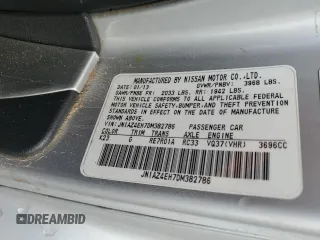 MANUFACTURED BY NISSAN MOTOR CO.,LTD.
DATE GVWR/PNBV: 3968 LBS.
01/13
GAWR/PNBE FR: 2033 LBS. RR: 1942 LBS.
THIS VEHICLE CONFORMS TO ALL APPLICABLE FEDERAL MOTOR VEHICLE
SAFETY,BUMPER,AND THEFT PREVENTION STANDARDS IN EFFECT ON THE
DATE OF MANUFACTURE
SHOWN ABOVE.
VIN:JN1AZ4EH7DM382786 PASSENGER CAR
COLOR TRIM TRANS AXLE ENGINE
K23 G RE7R01A RC33 VQ37(VHR) 3696CC
JN1AZ4EH7DM382786